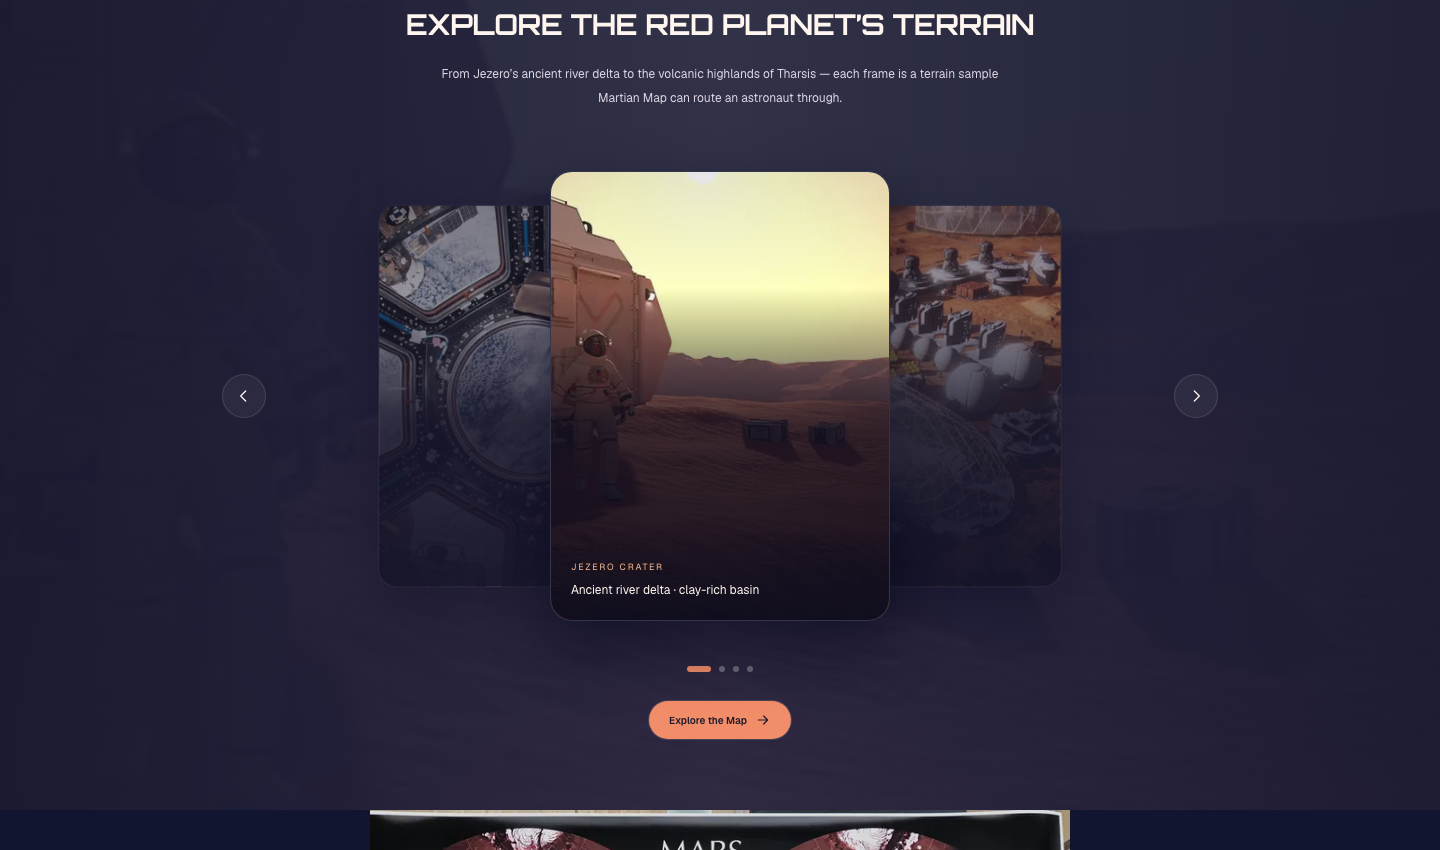 EXPLORE THE RED PLANET’S TERRAIN
From Jezero’s ancient river delta to the volcanic highlands of Tharsis — each frame is a terrain sample
Martian Map can route an astronaut through.
JEZERO CRATER
Ancient river delta · clay-rich basin
Explore the Map
MARS